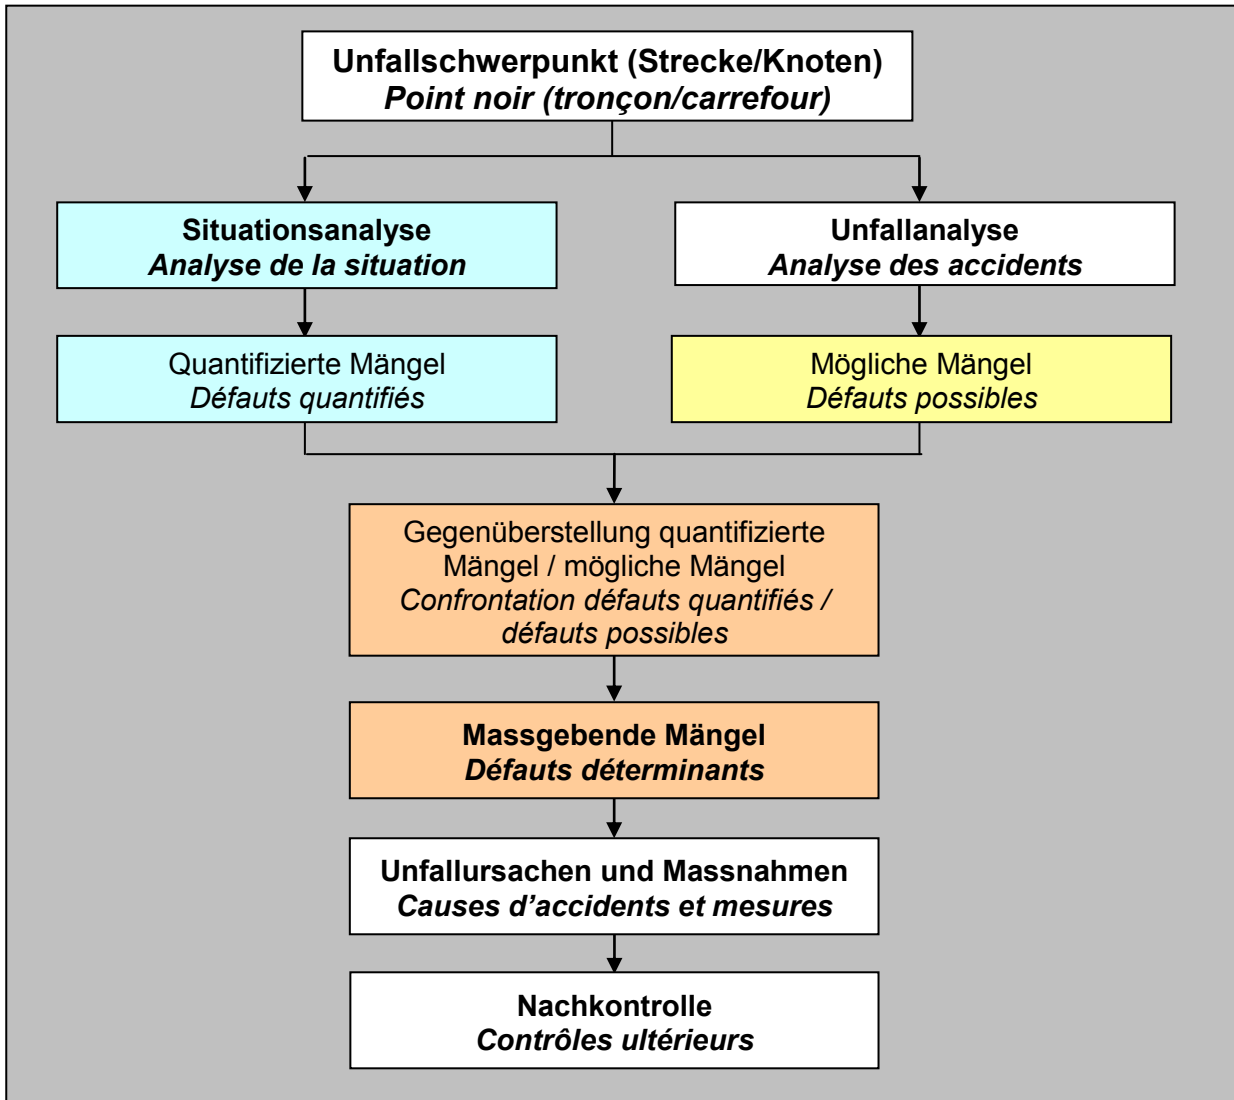 Unfallschwerpunkt (Strecke/Knoten)
Point noir (tronçon/carrefour)
Situationsanalyse
Analyse de la situation
Unfallanalyse
Analyse des accidents
Quantifizierte Mängel
Défauts quantifiés
Mögliche Mängel
Défauts possibles
Gegenüberstellung quantifizierte
Mängel / mögliche Mängel
Confrontation défauts quantifiés /
défauts possibles
Massgebende Mängel
Défauts déterminants
Unfallursachen und Massnahmen
Causes d’accidents et mesures
Nachkontrolle
Contrôles ultérieurs